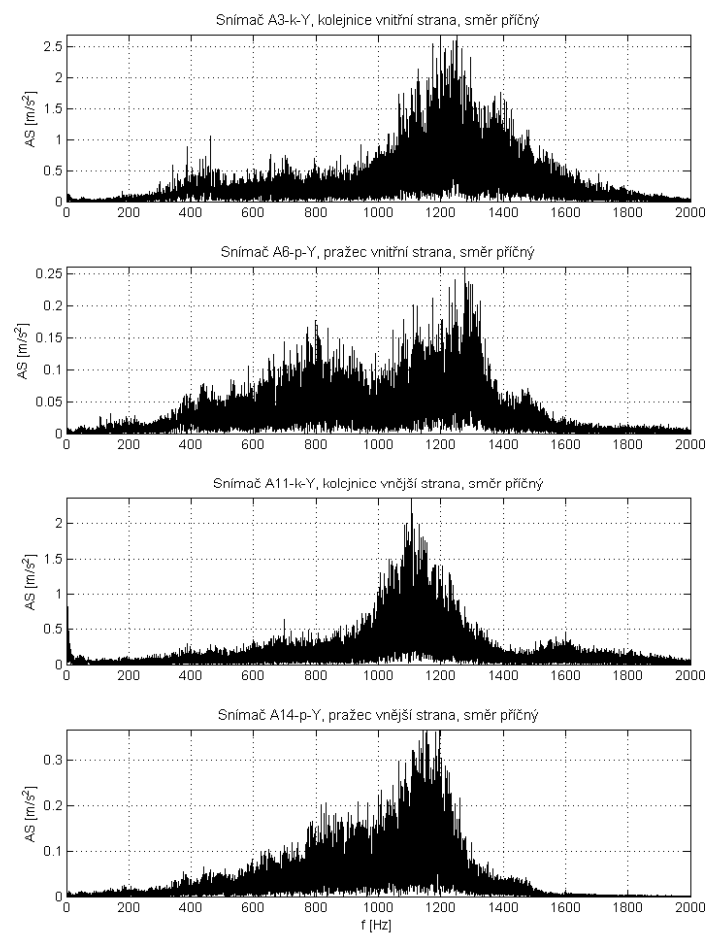 Snímač A3-k-Y, kolejnice vnitřní strana, směr příčný
2.5
2
1.5
1
0.5
0
AS [m/s²]
0 200 400 600 800 1000 1200 1400 1600 1800 2000
Snímač A6-p-Y, pražec vnitřní strana, směr příčný
0.25
0.2
0.15
0.1
0.05
0
AS [m/s²]
0 200 400 600 800 1000 1200 1400 1600 1800 2000
Snímač A11-k-Y, kolejnice vnější strana, směr příčný
2
1.5
1
0.5
0
AS [m/s²]
0 200 400 600 800 1000 1200 1400 1600 1800 2000
Snímač A14-p-Y, pražec vnější strana, směr příčný
0.3
0.2
0.1
0
AS [m/s²]
0 200 400 600 800 1000 1200 1400 1600 1800 2000
f [Hz]